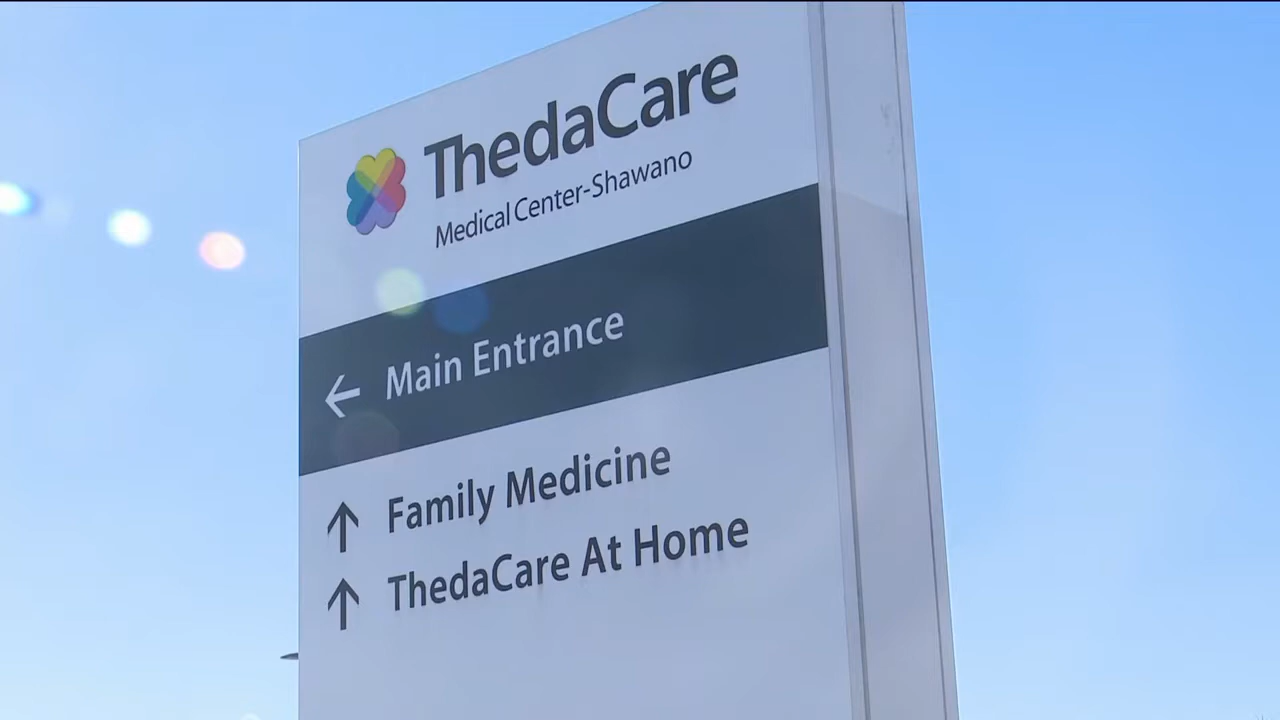 ThedaCare
Medical Center-Shawano
← Main Entrance
↑ Family Medicine
↑ ThedaCare At Home